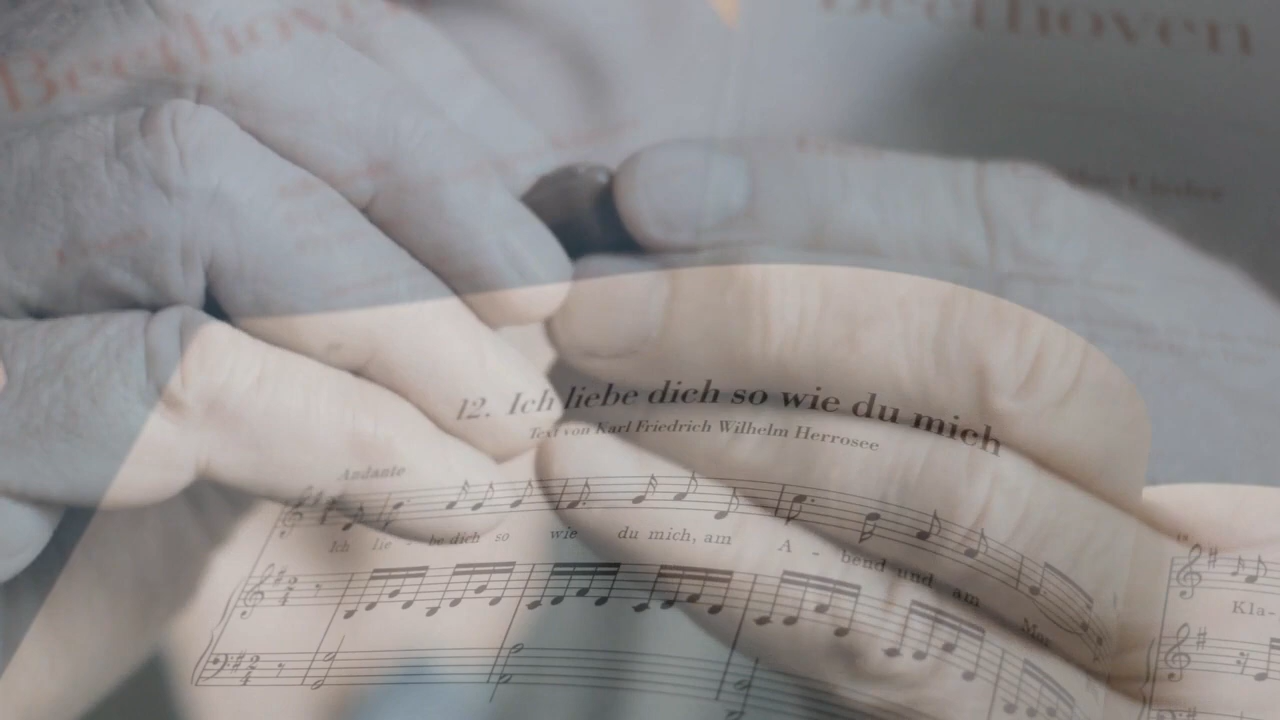 Beethoven
Beethoven
12. Ich liebe dich so wie du mich
Text von Karl Friedrich Wilhelm Herrosee
Andante
Ich lie - be dich so wie du mich, am A - bend und am
Kla-